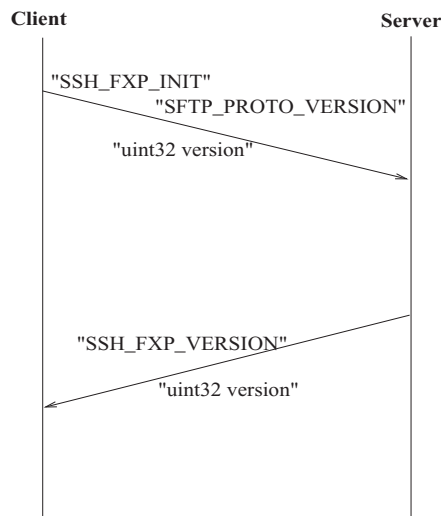 Client
Server
"SSH_FXP_INIT"
"SFTP_PROTO_VERSION"
"uint32 version"
"SSH_FXP_VERSION"
"uint32 version"